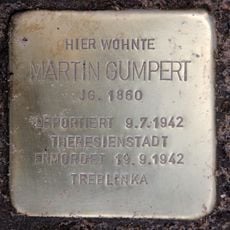 HIER WOHNTE
MARTIN GUMPERT
JG. 1860
DEPORTIERT 9.7.1942
THERESIENSTADT
ERMORDET 19.9.1942
TREBLINKA